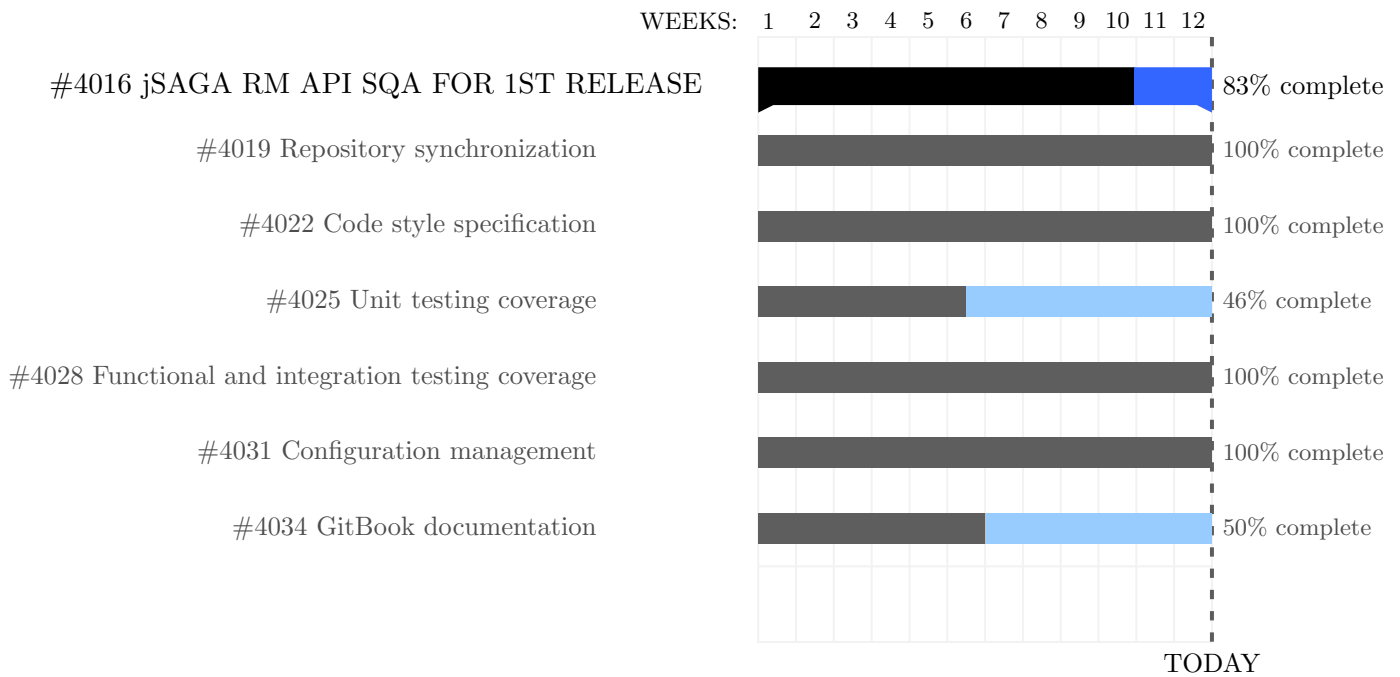 WEEKS: 1 2 3 4 5 6 7 8 9 10 11 12
#4016 jSAGA RM API SQA FOR 1ST RELEASE 83% complete
#4019 Repository synchronization 100% complete
#4022 Code style specification 100% complete
#4025 Unit testing coverage 46% complete
#4028 Functional and integration testing coverage 100% complete
#4031 Configuration management 100% complete
#4034 GitBook documentation 50% complete
TODAY